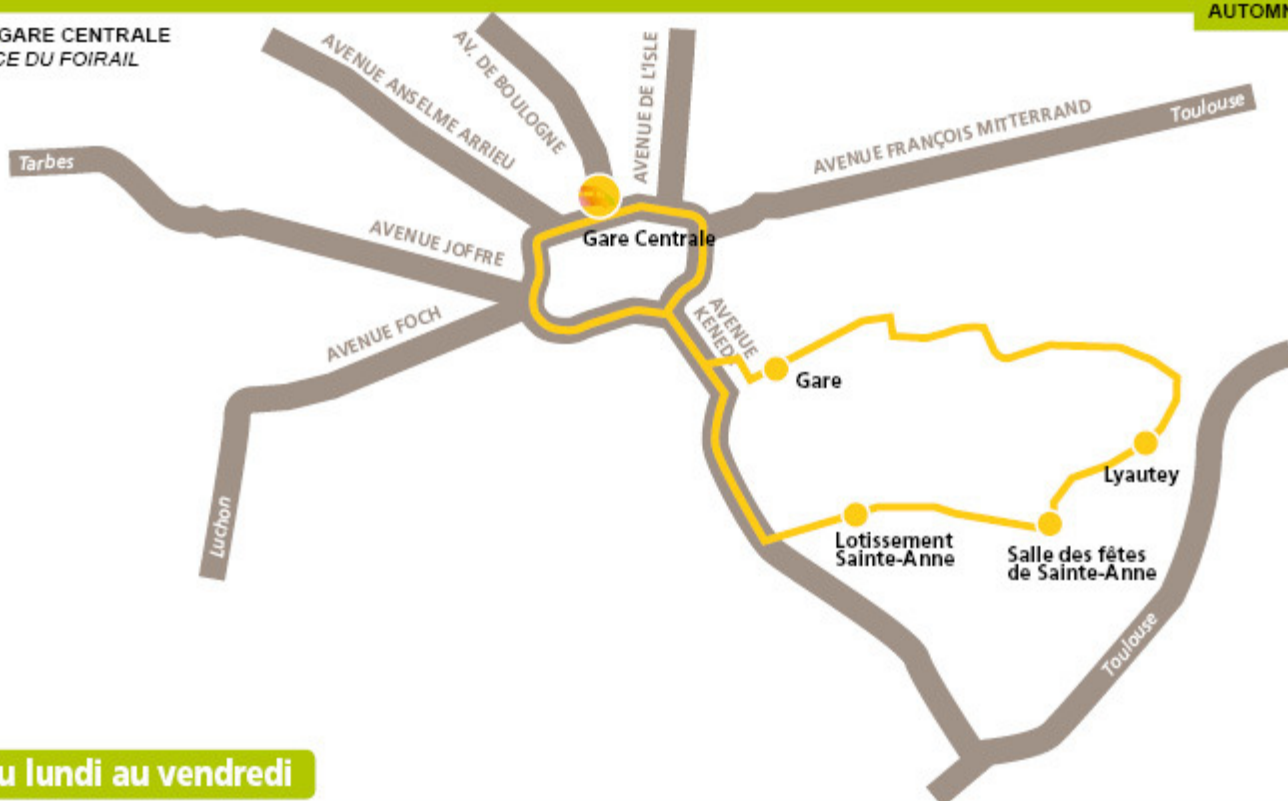 AUTOMN
GARE CENTRALE
CE DU FOIRAIL
AVENUE ANSELME ARRIEU
AV. DE BOULOGNE
AVENUE DE L'ISLE
AVENUE FRANÇOIS MITTERRAND
Toulouse
Tarbes
AVENUE JOFFRE
Gare Centrale
AVENUE FOCH
AVENUE
KENED
Gare
Lyautey
Luchon
Lotissement
Sainte-Anne
Salle des fêtes
de Sainte-Anne
Toulouse
u lundi au vendredi